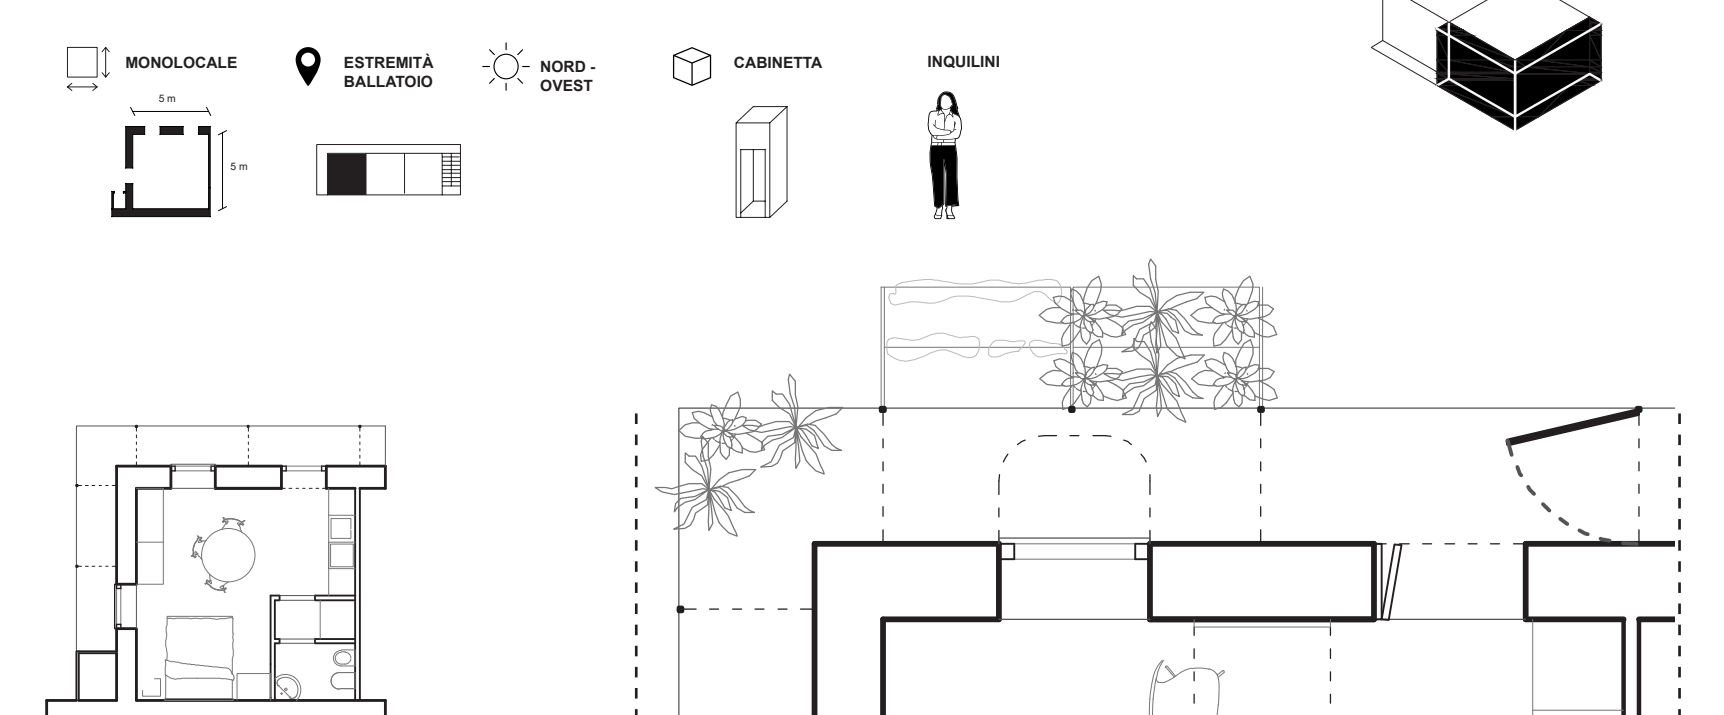 MONOLOCALE
ESTREMITÀ
BALLATOIO
NORD -
OVEST
CABINETTA
INQUILINI
5 m
5 m